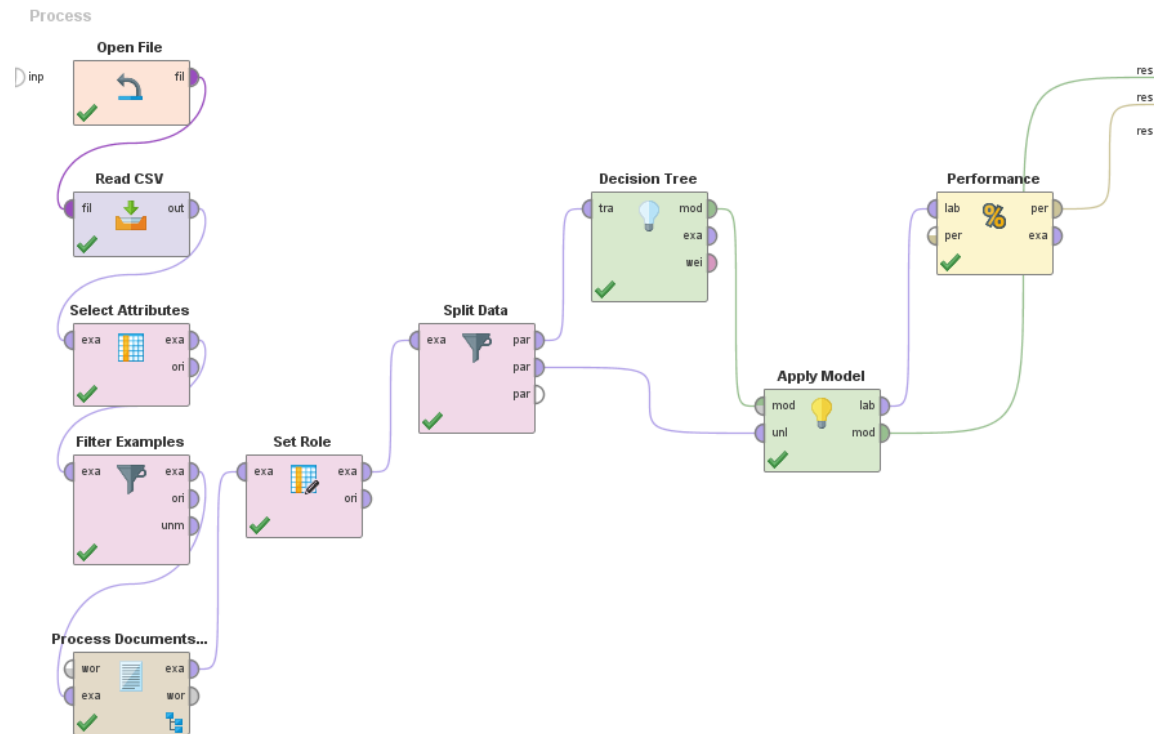 Process
Open File
inp
fil
Read CSV
fil out
Select Attributes
exa exa
ori
Filter Examples
exa exa
ori
unm
Process Documents...
wor exa
exa wor
Set Role
exa exa
ori
Split Data
exa par
par
par
Decision Tree
tra mod
exa
wei
Apply Model
mod lab
unl mod
Performance
%
lab per
per exa
res
res
res